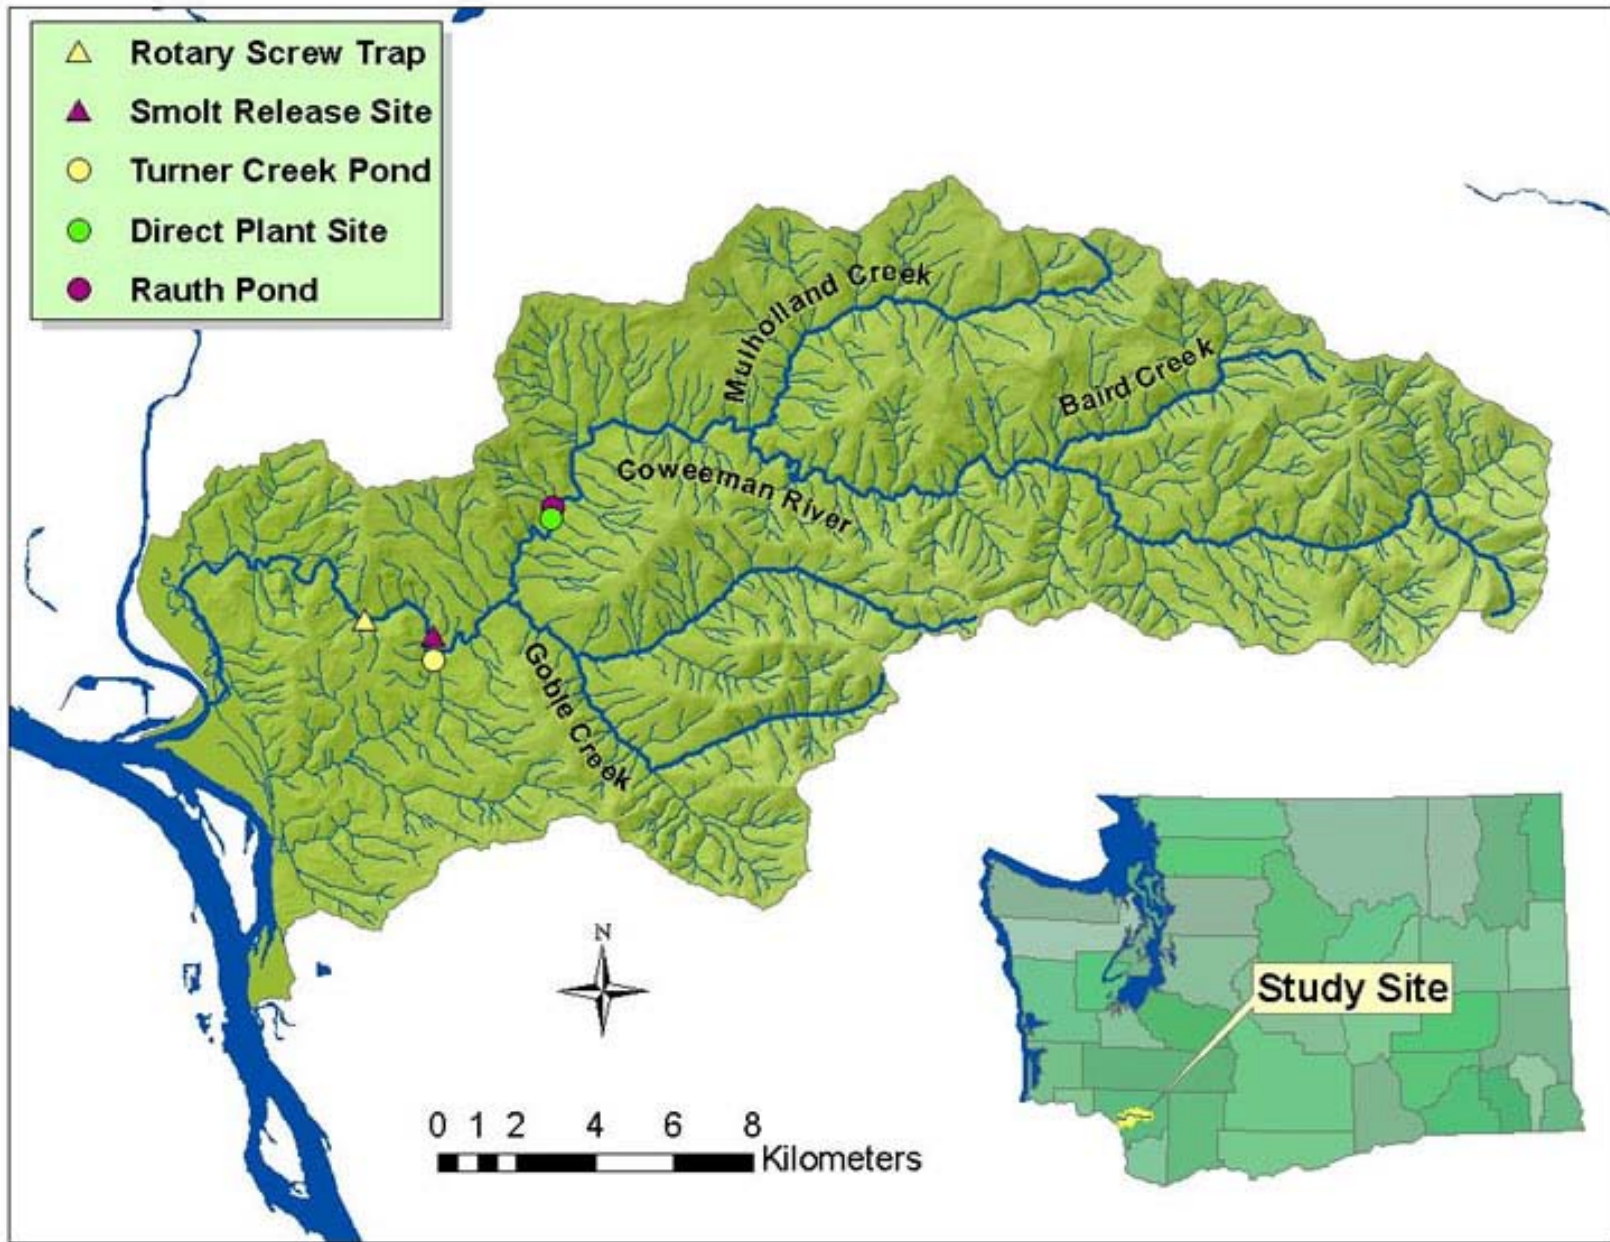 Rotary Screw Trap
Smolt Release Site
Turner Creek Pond
Direct Plant Site
Rauth Pond
Mulholland Creek
Baird Creek
Coweeman River
Goble Creek
N
Study Site
0 1 2 4 6 8
Kilometers